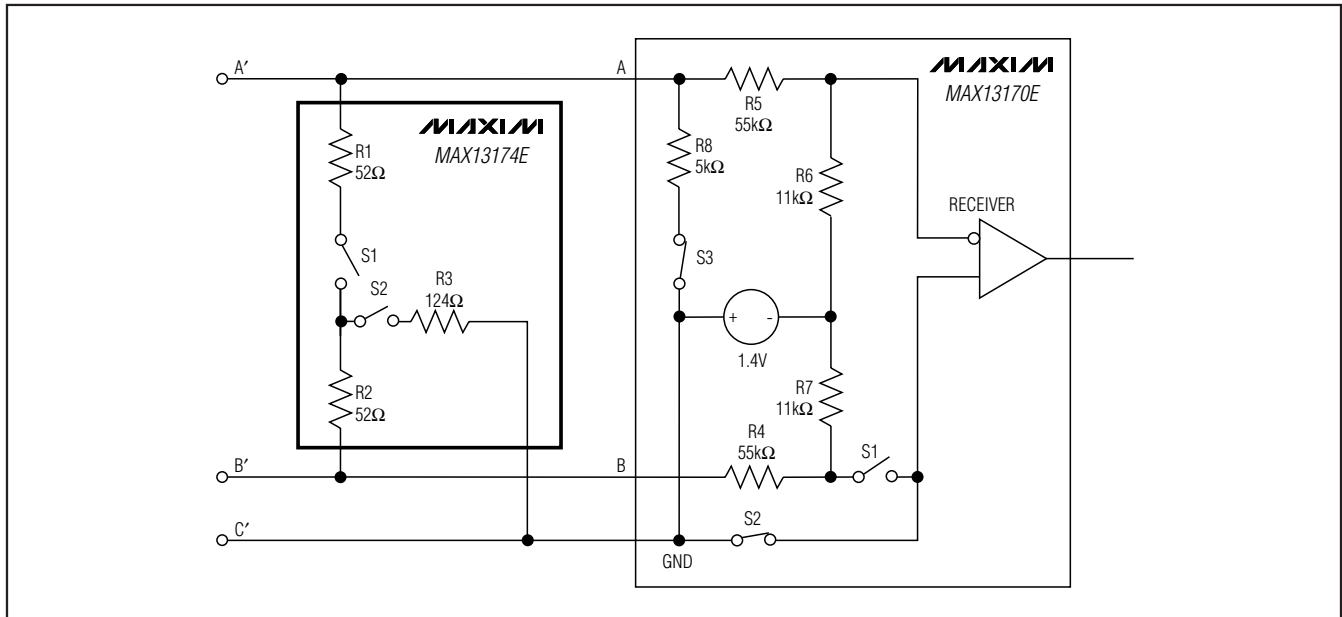 A′
A
MAXIM
MAX13170E
R5
55kΩ
MAXIM
MAX13174E
R1
52Ω
R8
5kΩ
R6
11kΩ
RECEIVER
S1
S3
S2
R3
124Ω
+ -
1.4V
R2
52Ω
R7
11kΩ
R4
55kΩ
S1
B′
B
S2
C′
GND